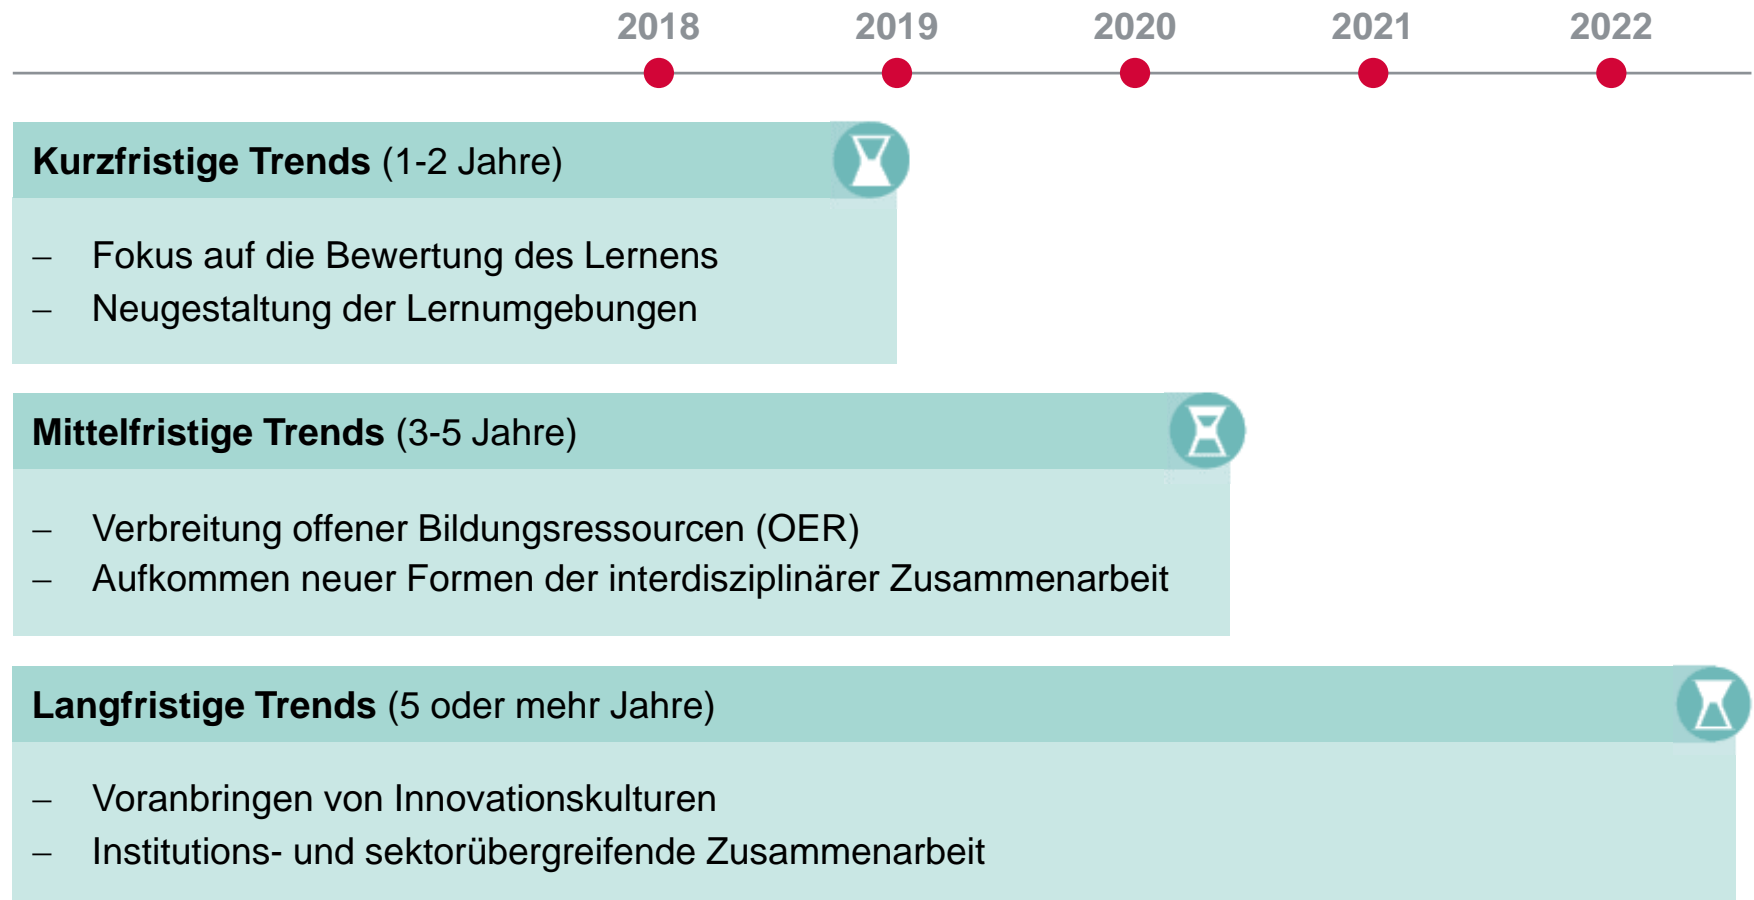 2018 2019 2020 2021 2022
Kurzfristige Trends (1-2 Jahre)
– Fokus auf die Bewertung des Lernens
– Neugestaltung der Lernumgebungen
Mittelfristige Trends (3-5 Jahre)
– Verbreitung offener Bildungsressourcen (OER)
– Aufkommen neuer Formen der interdisziplinärer Zusammenarbeit
Langfristige Trends (5 oder mehr Jahre)
– Voranbringen von Innovationskulturen
– Institutions- und sektorübergreifende Zusammenarbeit